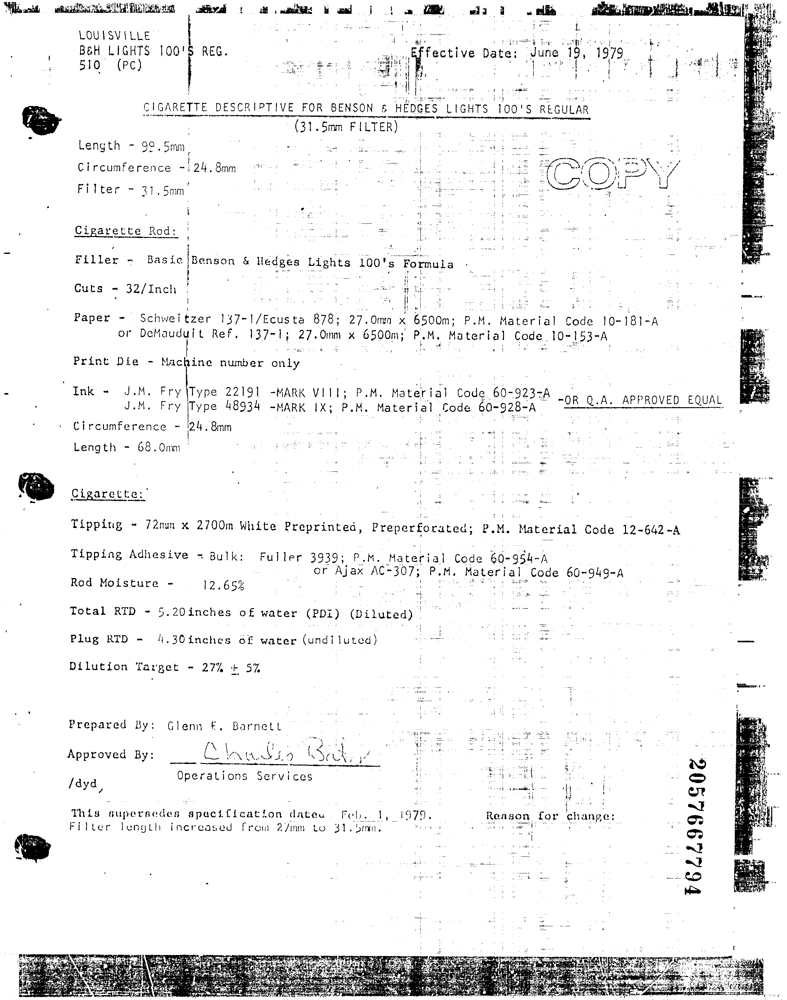 LOUISVILLE
B&H LIGHTS 100'S REG.
510 (PC)
Effective Date: June 19, 1979
CIGARETTE DESCRIPTIVE FOR BENSON & HEDGES LIGHTS 100'S REGULAR
(31.5mm FILTER)
Length - 99.5mm
Circumference - 24.8mm
Filter - 31.5mm
COPY
Cigarette Rod:
Filler - Basic Benson & Hedges Lights 100's Formula
Cuts - 32/Inch
Paper - Schweitzer 137-1/Ecusta 878; 27.0mm x 6500m; P.M. Material Code 10-181-A
or DeMauduit Ref. 137-1; 27.0mm x 6500m; P.M. Material Code 10-153-A
Print Die - Machine number only
Ink - J.M. Fry Type 22191 -MARK VIII; P.M. Material Code 60-923-A
J.M. Fry Type 48934 -MARK IX; P.M. Material Code 60-928-A
-OR Q.A. APPROVED EQUAL
Circumference - 24.8mm
Length - 68.0mm
Cigarette:
Tipping - 72mm x 2700m White Preprinted, Preperforated; P.M. Material Code 12-642-A
Tipping Adhesive - Bulk: Fuller 3939; P.M. Material Code 60-954-A
or Ajax AC-307; P.M. Material Code 60-949-A
Rod Moisture - 12.65%
Total RTD - 5.20 inches of water (PDI) (Diluted)
Plug RTD - 4.30 inches of water (undiluted)
Dilution Target - 27% ± 5%
Prepared By: Glenn F. Barnett
Approved By: Charles
Operations Services
/dyd
This supersedes specification dated Feb. 1, 1979. Reason for change:
Filter length increased from 27mm to 31.5mm.
2057667794